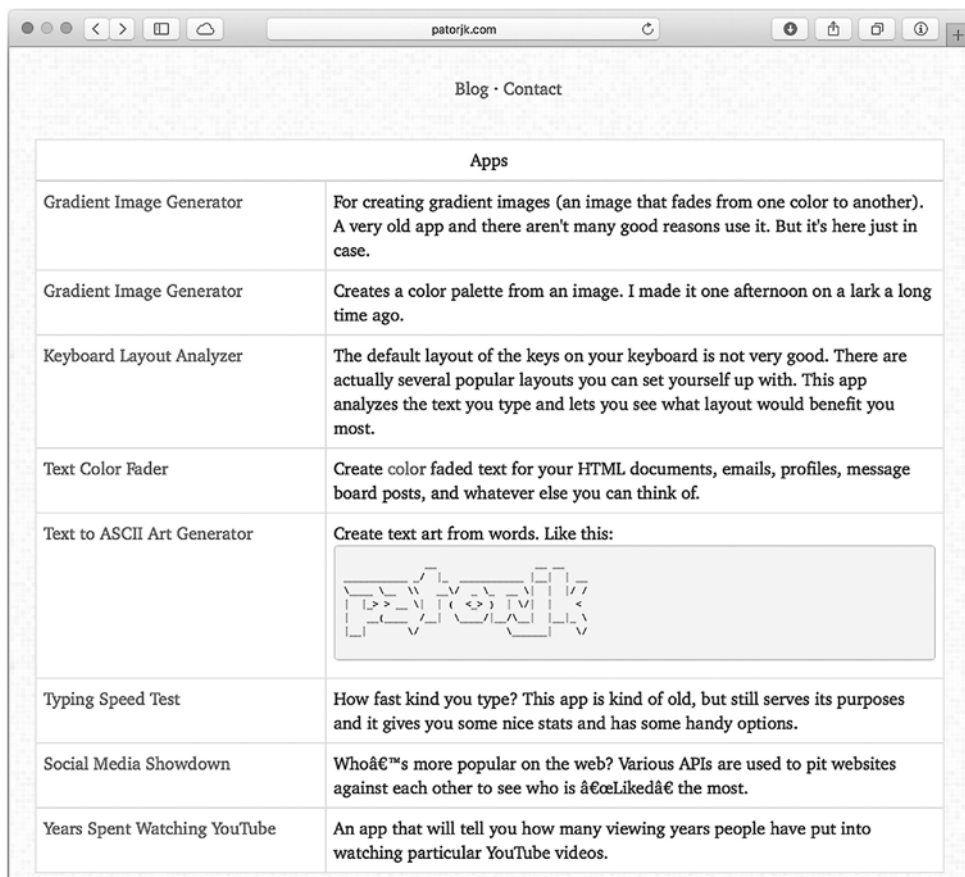 patorjk.com
Blog · Contact
Apps
Gradient Image Generator
For creating gradient images (an image that fades from one color to another).
A very old app and there aren't many good reasons use it. But it's here just in
case.
Gradient Image Generator
Creates a color palette from an image. I made it one afternoon on a lark a long
time ago.
Keyboard Layout Analyzer
The default layout of the keys on your keyboard is not very good. There are
actually several popular layouts you can set yourself up with. This app
analyzes the text you type and lets you see what layout would benefit you
most.
Text Color Fader
Create color faded text for your HTML documents, emails, profiles, message
board posts, and whatever else you can think of.
Text to ASCII Art Generator
Create text art from words. Like this:
patorjk
Typing Speed Test
How fast kind you type? This app is kind of old, but still serves its purposes
and it gives you some nice stats and has some handy options.
Social Media Showdown
Whoâ€™s more popular on the web? Various APIs are used to pit websites
against each other to see who is â€œLikedâ€ the most.
Years Spent Watching YouTube
An app that will tell you how many viewing years people have put into
watching particular YouTube videos.